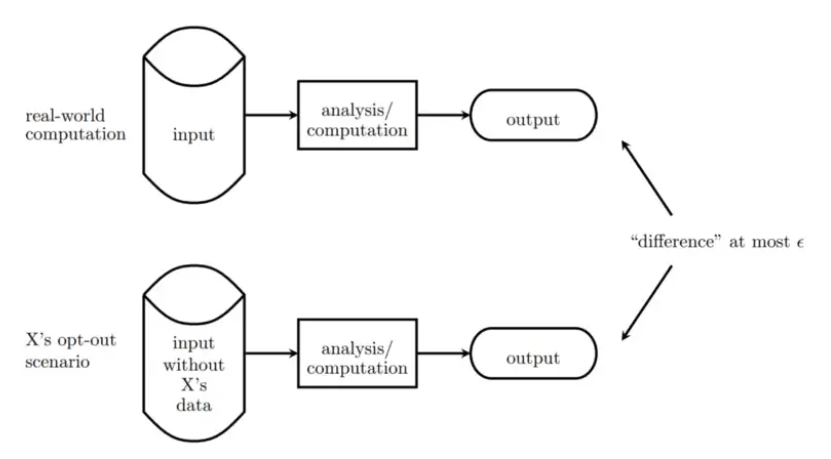 real-world
computation
input
analysis/
computation
output
“difference” at most ϵ
X’s opt-out
scenario
input
without
X’s
data
analysis/
computation
output